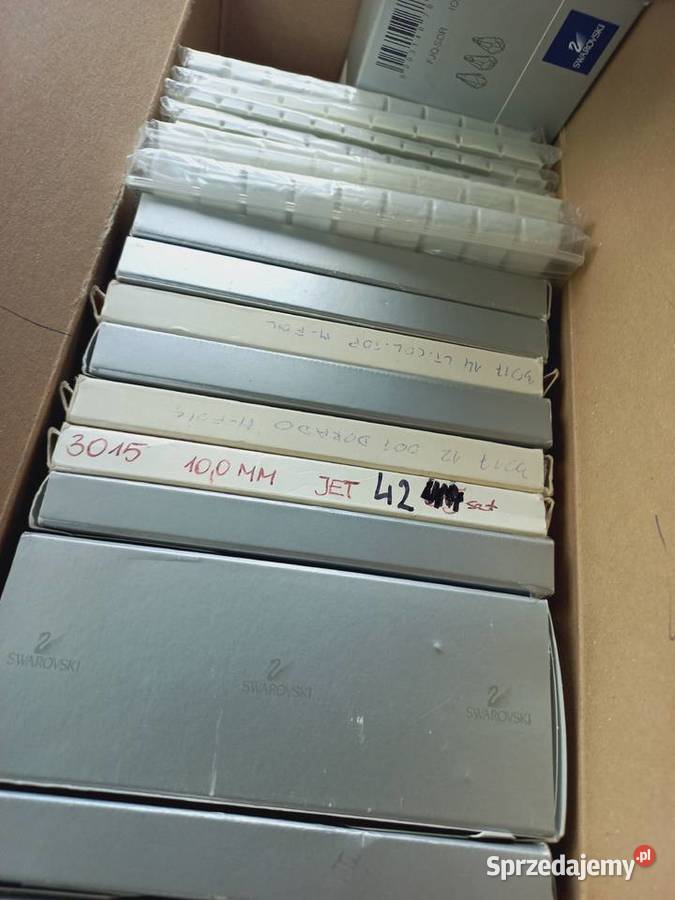 SWAROVSKI
3017 14 LT.COL.TOP M-FOIL
3017 12 001 DORADO M-FOIL
3015 10,0 MM JET 42 szt
SWAROVSKI
SWAROVSKI
SWAROVSKI
Sprzedajemy.pl